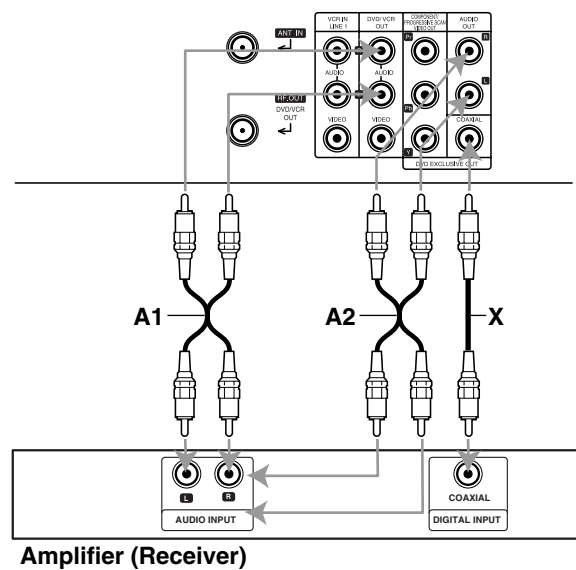 VCR IN
LINE 1
DVD/VCR
OUT
COMPONENT/
PROGRESSIVE SCAN
VIDEO OUT
AUDIO
OUT
ANT IN
Pr
R
AUDIO
AUDIO
L
RF.OUT
DVD/VCR
OUT
Pb
VIDEO
VIDEO
COAXIAL
Y
DVD EXCLUSIVE OUT
A1
A2
X
L
R
AUDIO INPUT
COAXIAL
DIGITAL INPUT
Amplifier (Receiver)